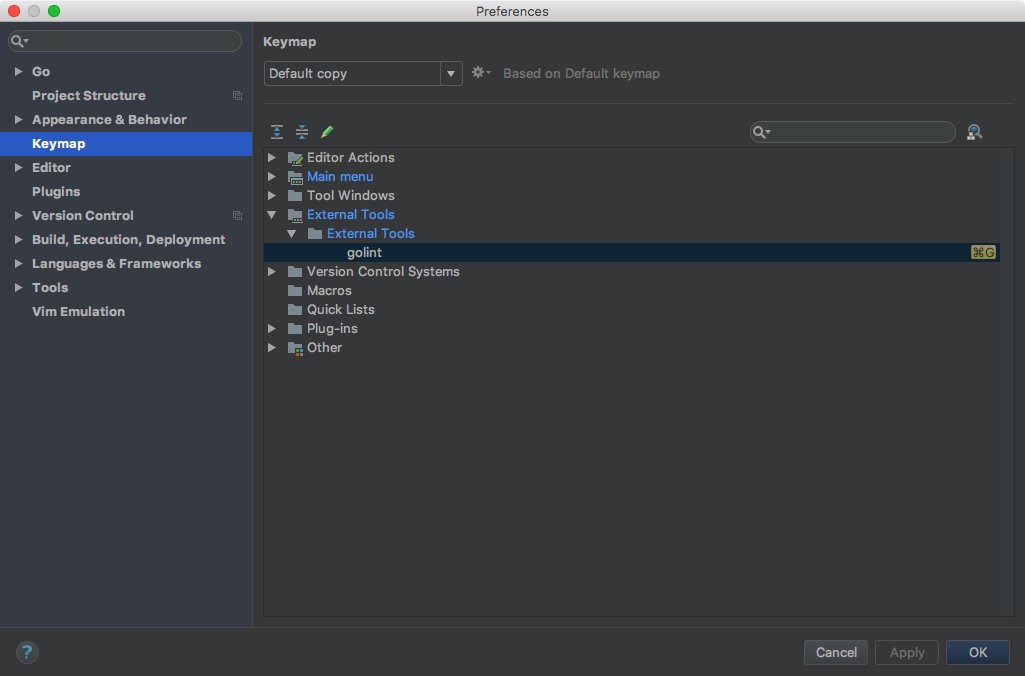 Preferences
Go
Project Structure
Appearance & Behavior
Keymap
Editor
Plugins
Version Control
Build, Execution, Deployment
Languages & Frameworks
Tools
Vim Emulation
Keymap
Default copy
Based on Default keymap
Editor Actions
Main menu
Tool Windows
External Tools
External Tools
golint ⌘G
Version Control Systems
Macros
Quick Lists
Plug-ins
Other
?
Cancel Apply OK